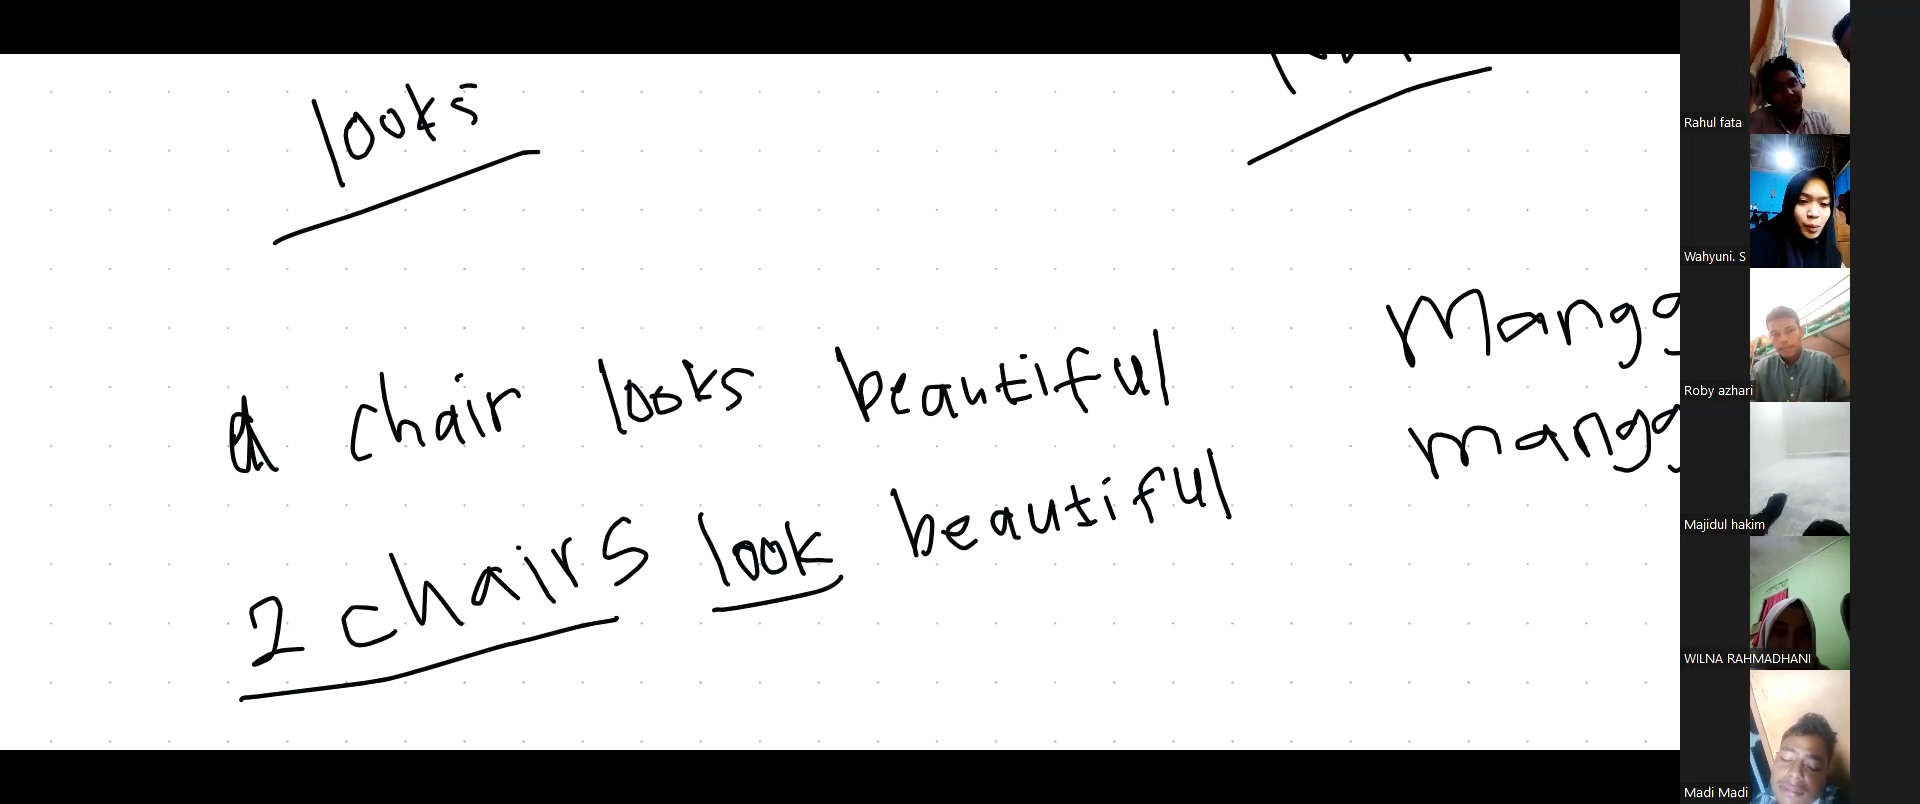 looks
a chair looks beautiful
2 chairs look beautiful
Rahul fata
Wahyuni. S
Roby azhari
Majidul hakim
WILNA RAHMADHANI
Madi Madi